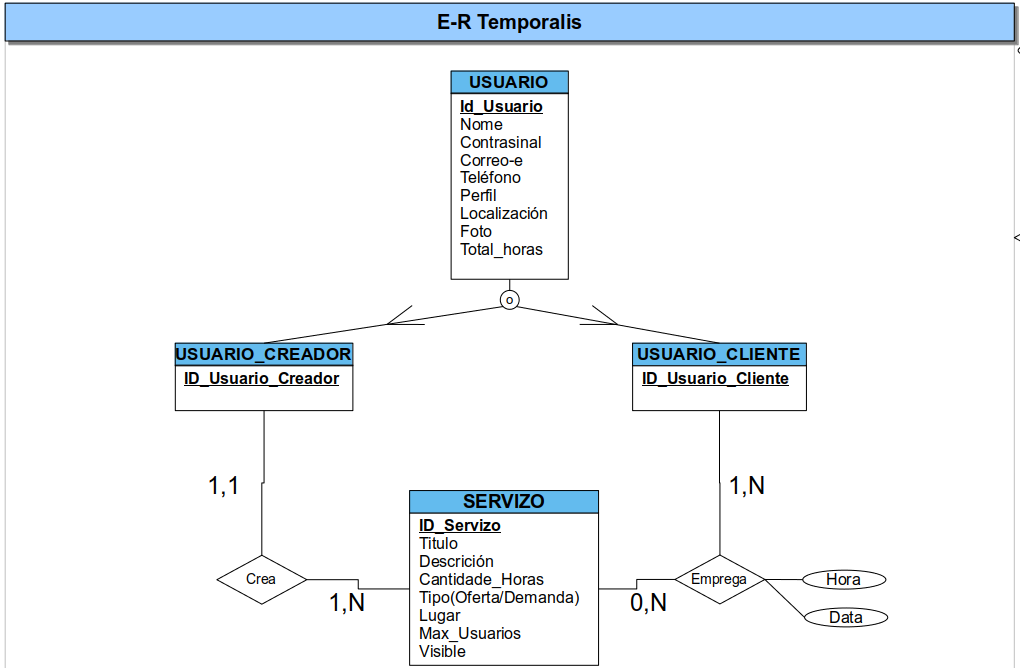 E-R Temporalis
USUARIO
Id_Usuario
Nome
Contrasinal
Correo-e
Teléfono
Perfil
Localización
Foto
Total_horas
o
USUARIO_CREADOR
ID_Usuario_Creador
USUARIO_CLIENTE
ID_Usuario_Cliente
1,1
1,N
SERVIZO
ID_Servizo
Titulo
Descrición
Cantidade_Horas
Tipo(Oferta/Demanda)
Lugar
Max_Usuarios
Visible
Crea
1,N
0,N
Emprega
Hora
Data